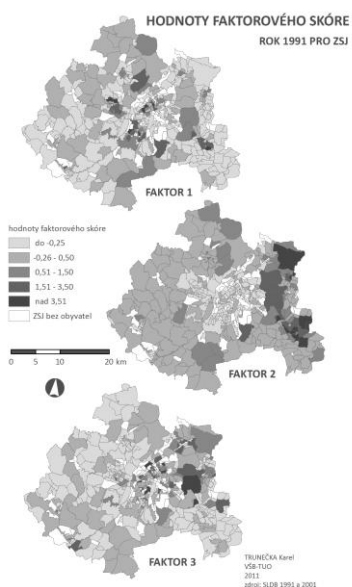 HODNOTY FAKTOROVÉHO SKÓRE
ROK 1991 PRO ZSJ
FAKTOR 1
hodnoty faktorového skóre
do -0,25
-0,26 - 0,50
0,51 - 1,50
1,51 - 3,50
nad 3,51
ZSJ bez obyvatel
0 5 10 20 km
FAKTOR 2
FAKTOR 3
TRUNEČKA Karel
VŠB-TUO
2011
zdroj: SLDB 1991 a 2001